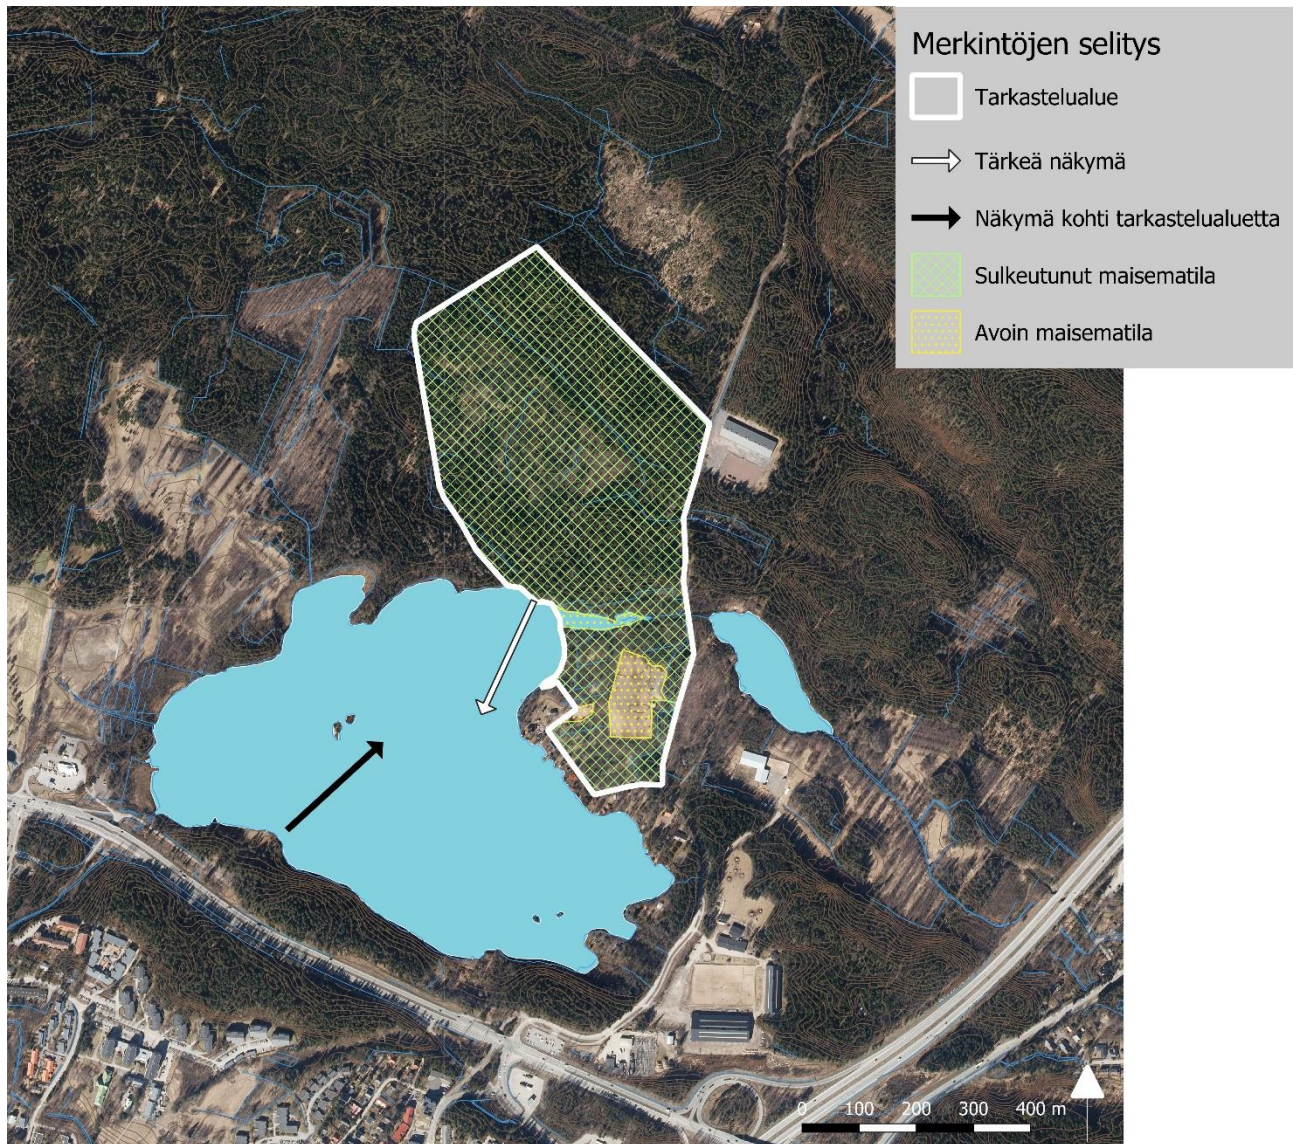 Merkintöjen selitys
Tarkastelualue
Tärkeä näkymä
Näkymä kohti tarkastelualuetta
Sulkeutunut maisematila
Avoin maisematila
0 100 200 300 400 m